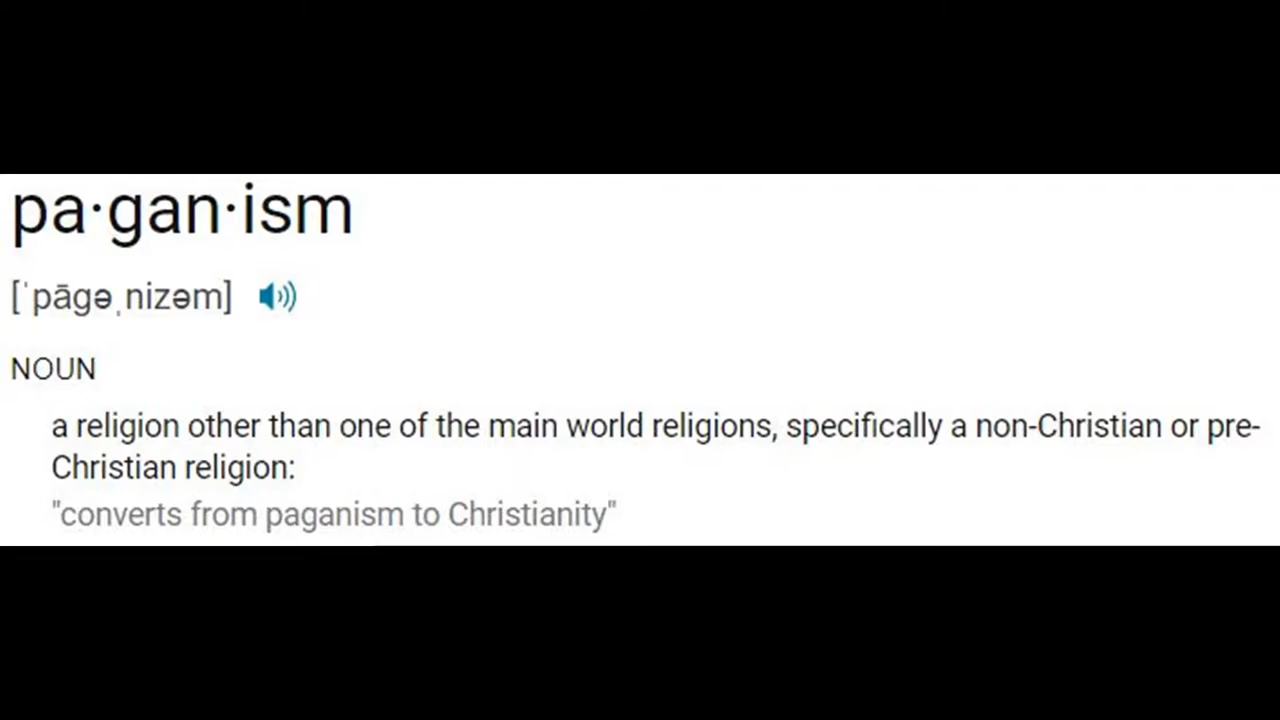 pa·gan·ism
[ˈpāɡəˌnizəm]
NOUN
a religion other than one of the main world religions, specifically a non-Christian or pre-
Christian religion:
"converts from paganism to Christianity"